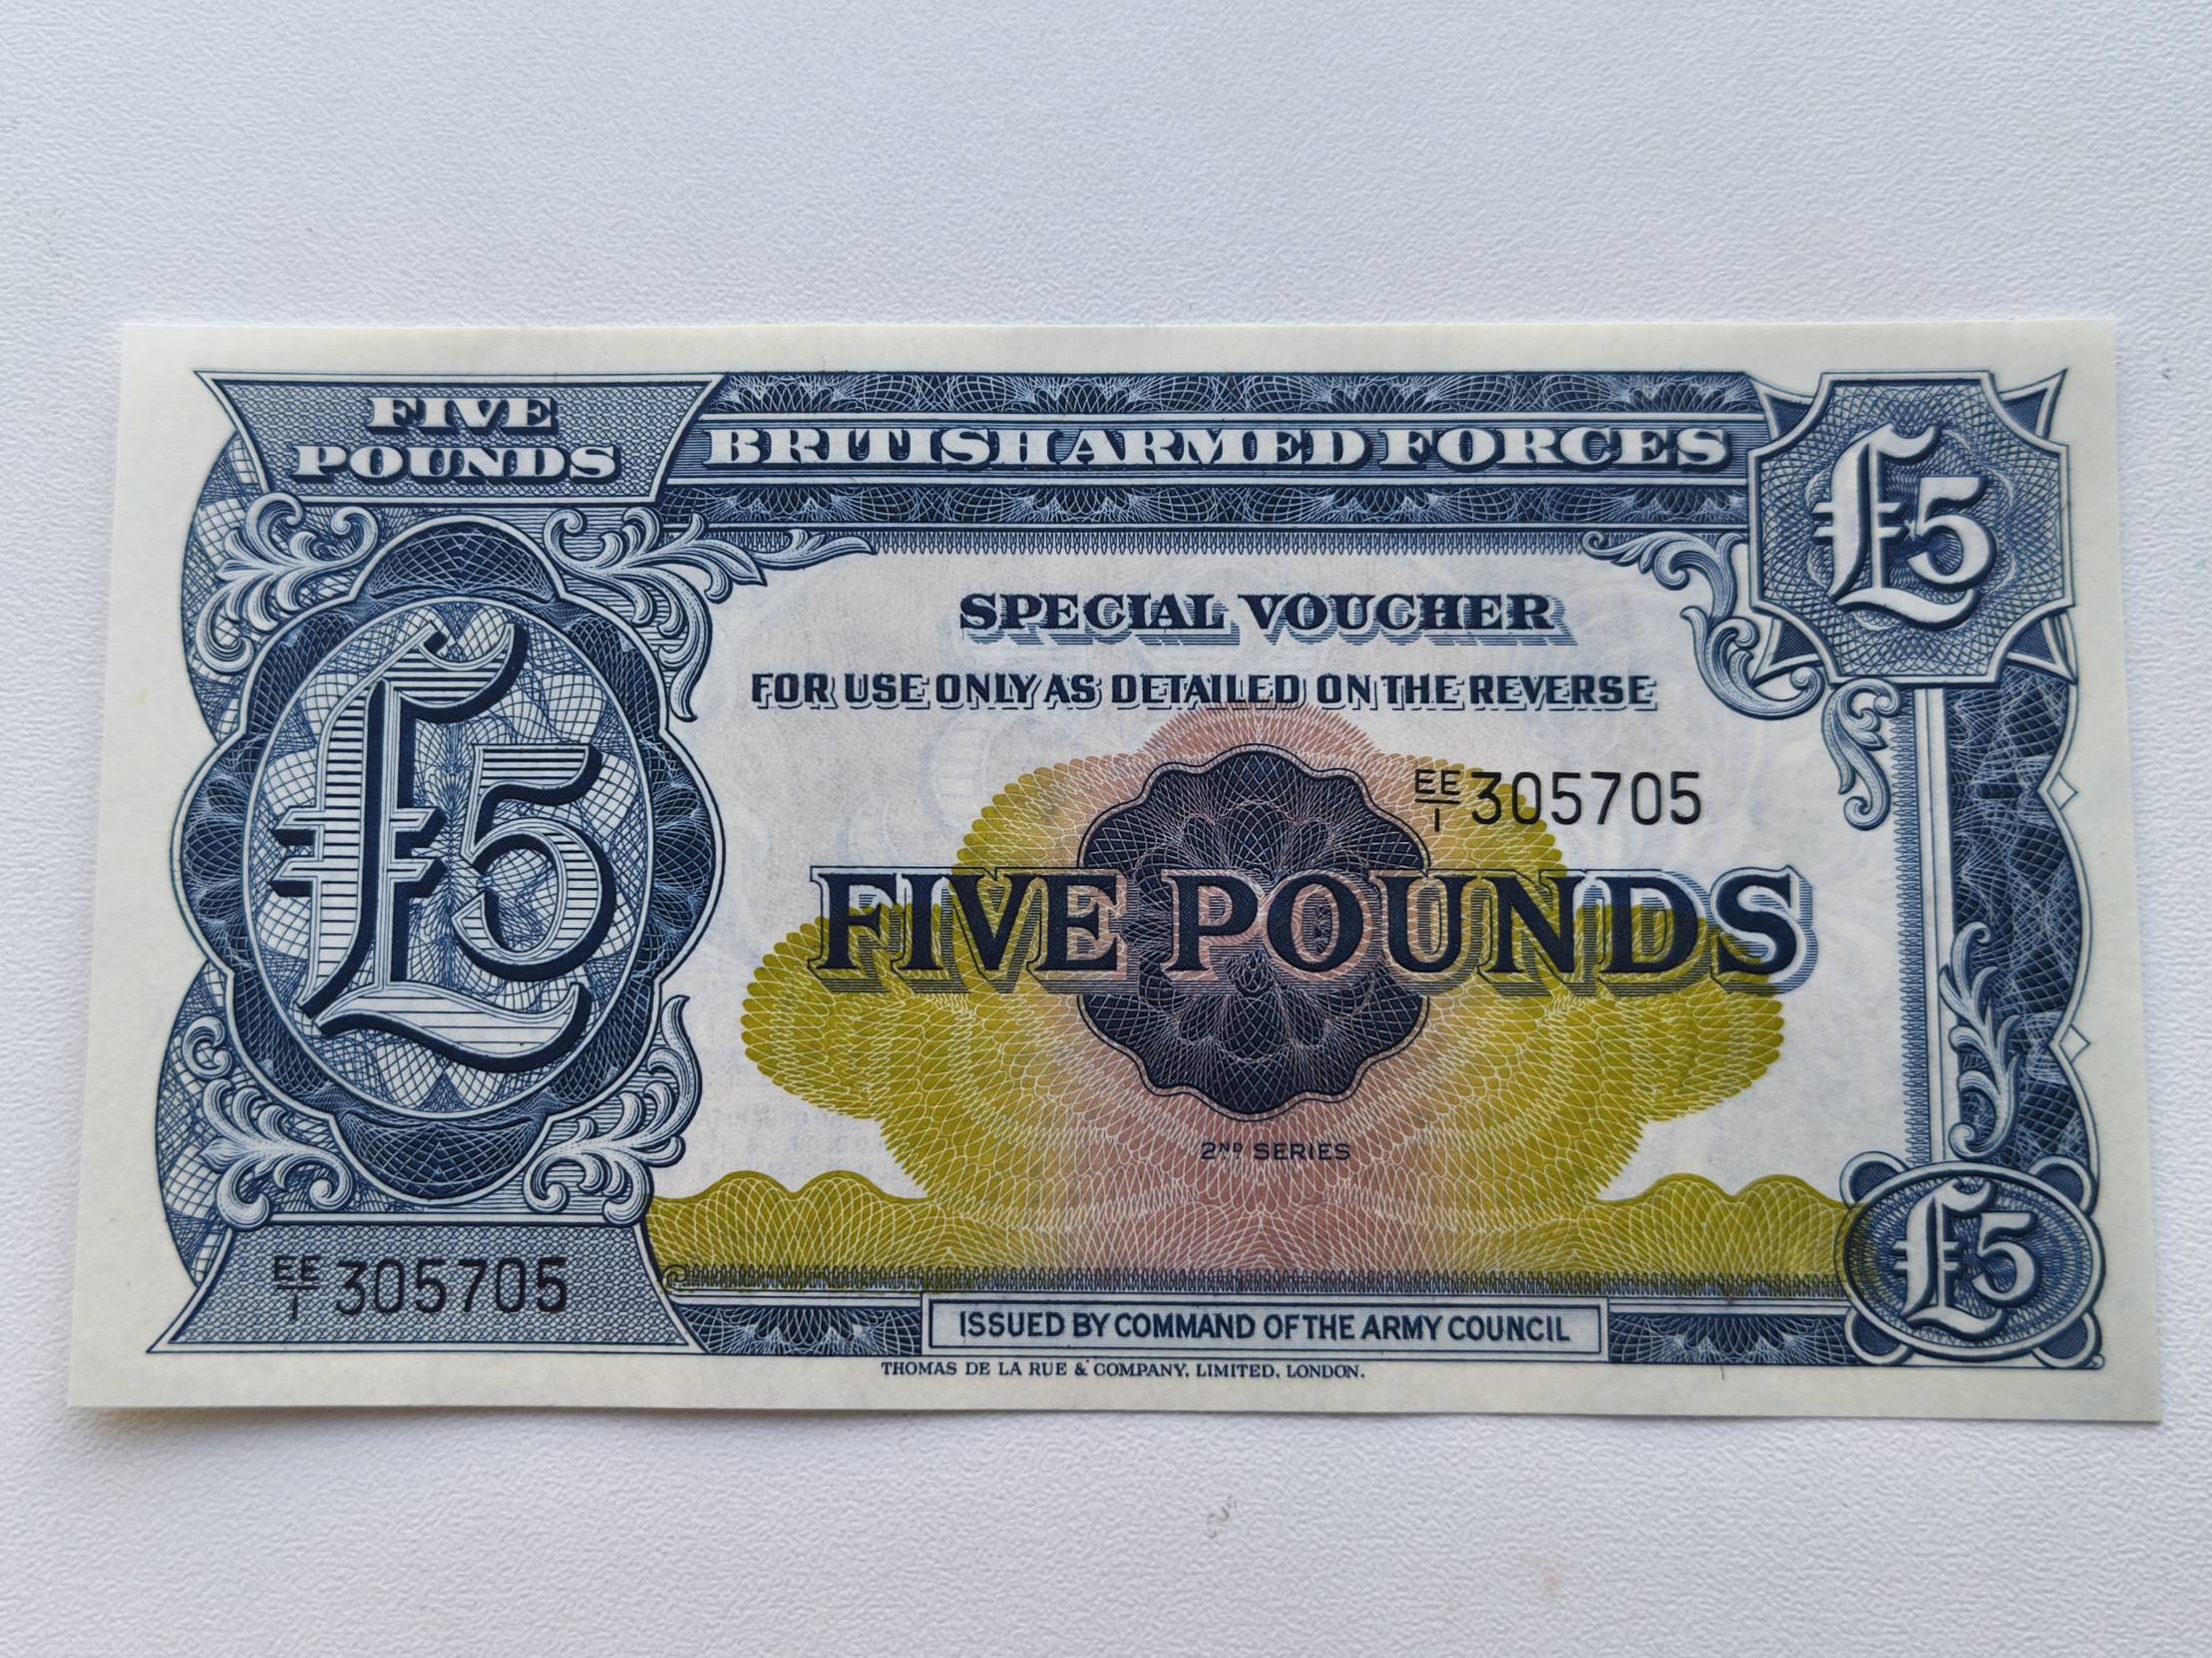 FIVE
POUNDS
BRITISH ARMED FORCES
£5
SPECIAL VOUCHER
FOR USE ONLY AS DETAILED ON THE REVERSE
£5
EE/1 305705
FIVE POUNDS
2ND SERIES
EE/1 305705
£5
ISSUED BY COMMAND OF THE ARMY COUNCIL
THOMAS DE LA RUE & COMPANY, LIMITED, LONDON.